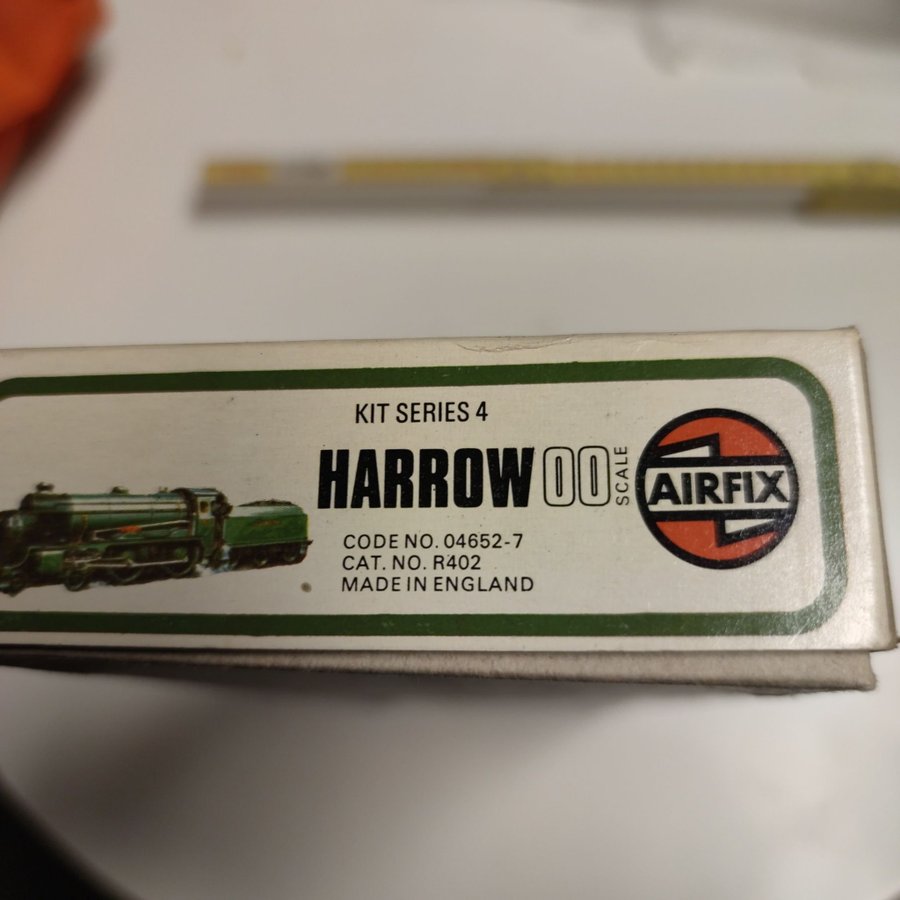 KIT SERIES 4
HARROW 00 SCALE
AIRFIX
CODE NO. 04652-7
CAT. NO. R402
MADE IN ENGLAND